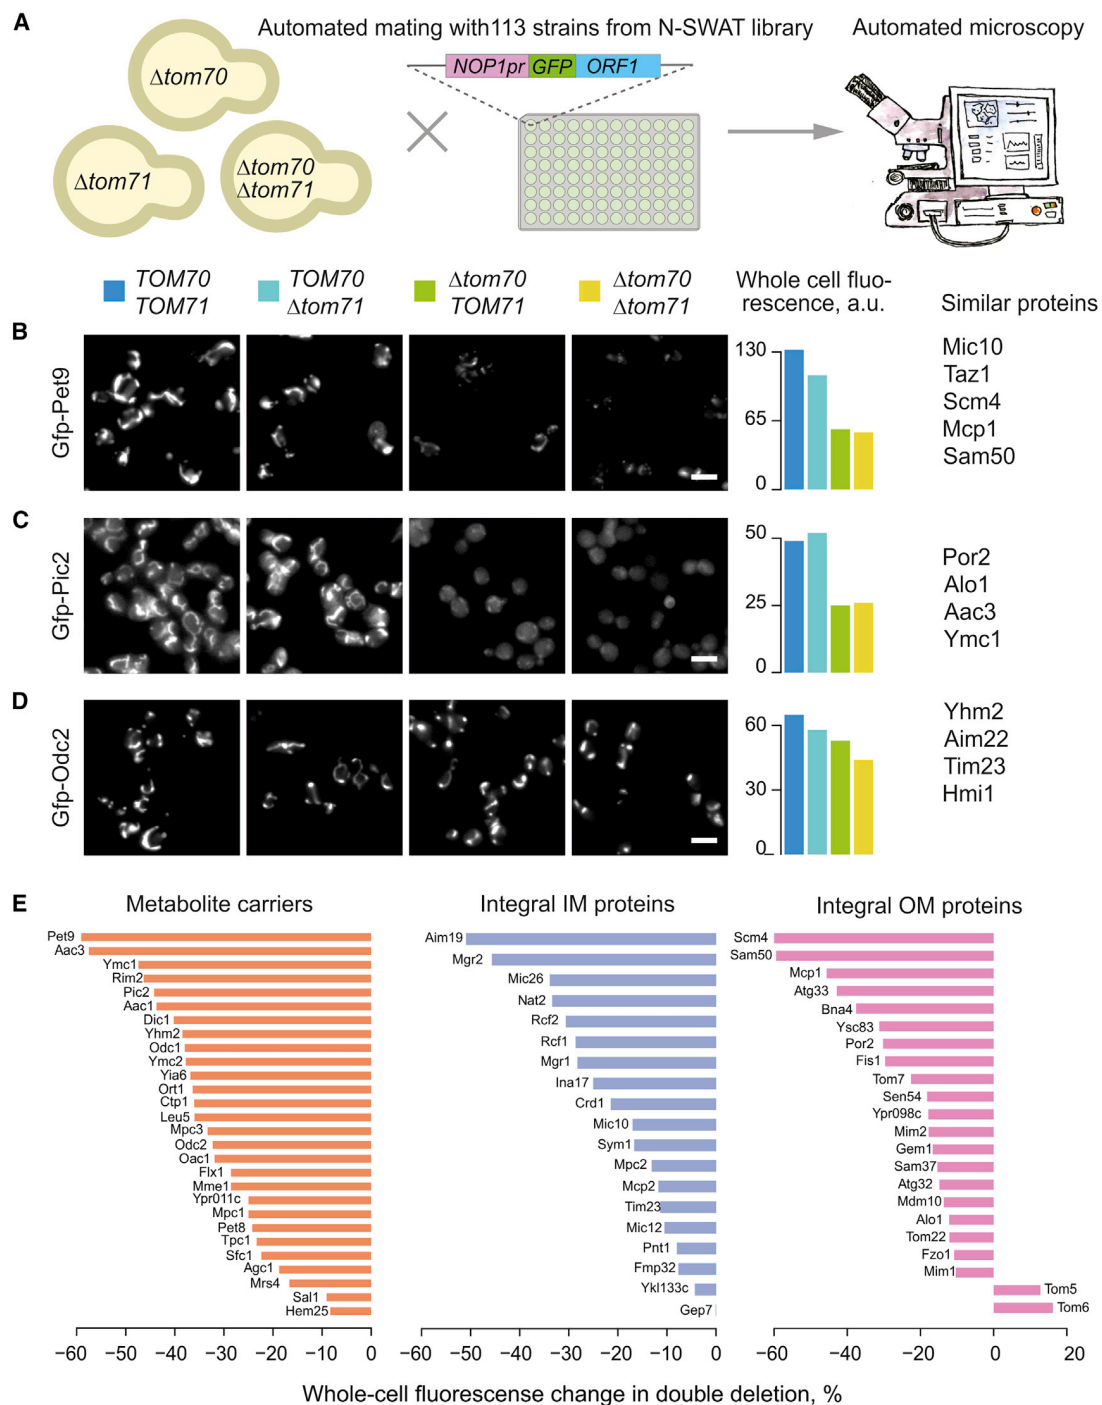 A
Automated mating with113 strains from N-SWAT library
Automated microscopy
Δtom70
Δtom71
Δtom70
Δtom71
NOP1pr GFP ORF1
TOM70
TOM71
TOM70
Δtom71
Δtom70
TOM71
Δtom70
Δtom71
Whole cell fluo-
rescence, a.u.
Similar proteins
B
Gfp-Pet9
130
65
0
Mic10
Taz1
Scm4
Mcp1
Sam50
C
Gfp-Pic2
50
25
0
Por2
Alo1
Aac3
Ymc1
D
Gfp-Odc2
60
30
0
Yhm2
Aim22
Tim23
Hmi1
E
Metabolite carriers
Pet9
Aac3
Ymc1
Rim2
Pic2
Aac1
Dic1
Yhm2
Odc1
Ymc2
Yia6
Ort1
Ctp1
Leu5
Mpc3
Odc2
Oac1
Flx1
Mme1
Ypr011c
Mpc1
Pet8
Tpc1
Sfc1
Agc1
Mrs4
Sal1
Hem25
−60 −50 −40 −30 −20 −10 0
Integral IM proteins
Aim19
Mgr2
Mic26
Nat2
Rcf2
Rcf1
Mgr1
Ina17
Crd1
Mic10
Sym1
Mpc2
Mcp2
Tim23
Mic12
Pnt1
Fmp32
Ykl133c
Gep7
−60 −50 −40 −30 −20 −10 0
Integral OM proteins
Scm4
Sam50
Mcp1
Atg33
Bna4
Ysc83
Por2
Fis1
Tom7
Sen54
Ypr098c
Mim2
Gem1
Sam37
Atg32
Mdm10
Alo1
Tom22
Fzo1
Mim1
Tom5
Tom6
−60 −40 −20 0 20
Whole-cell fluorescense change in double deletion, %